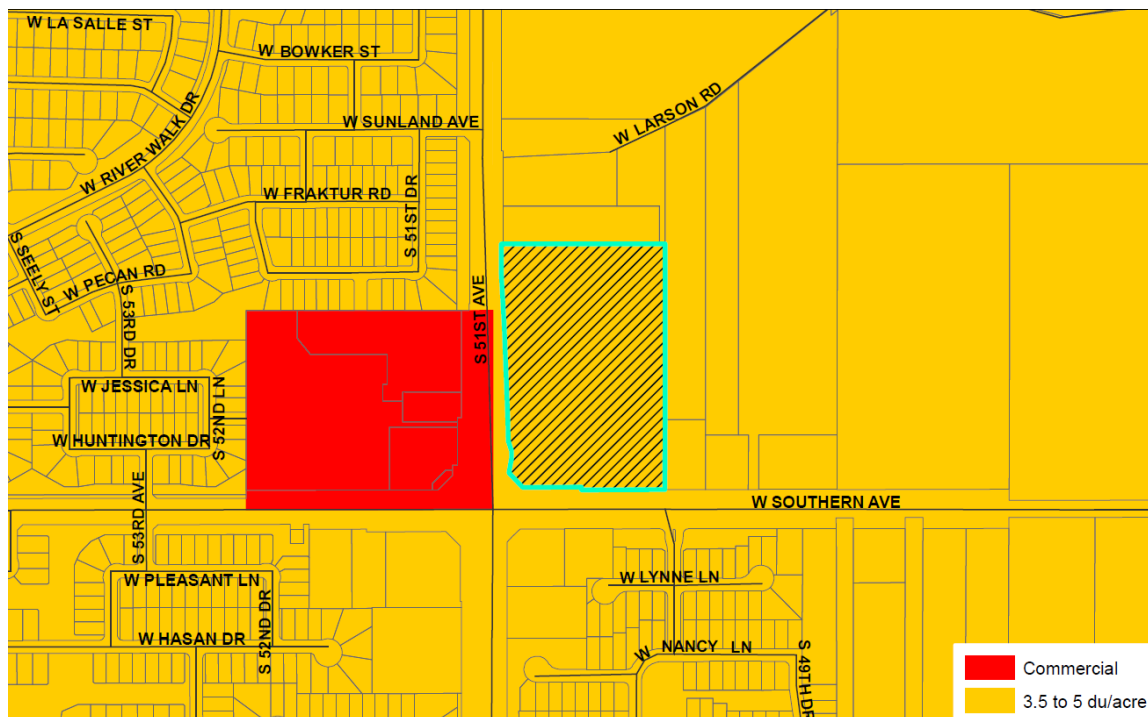 W LA SALLE ST
W BOWKER ST
W SUNLAND AVE
W LARSON RD
W RIVER WALK DR
W FRAKTUR RD
S 51ST DR
S SEELY ST
W PECAN RD
S 53RD DR
S 51ST AVE
W JESSICA LN
S 52ND LN
W HUNTINGTON DR
S 53RD AVE
W SOUTHERN AVE
W PLEASANT LN
S 52ND DR
W LYNNE LN
W HASAN DR
W NANCY LN
S 49TH DR
Commercial
3.5 to 5 du/acre